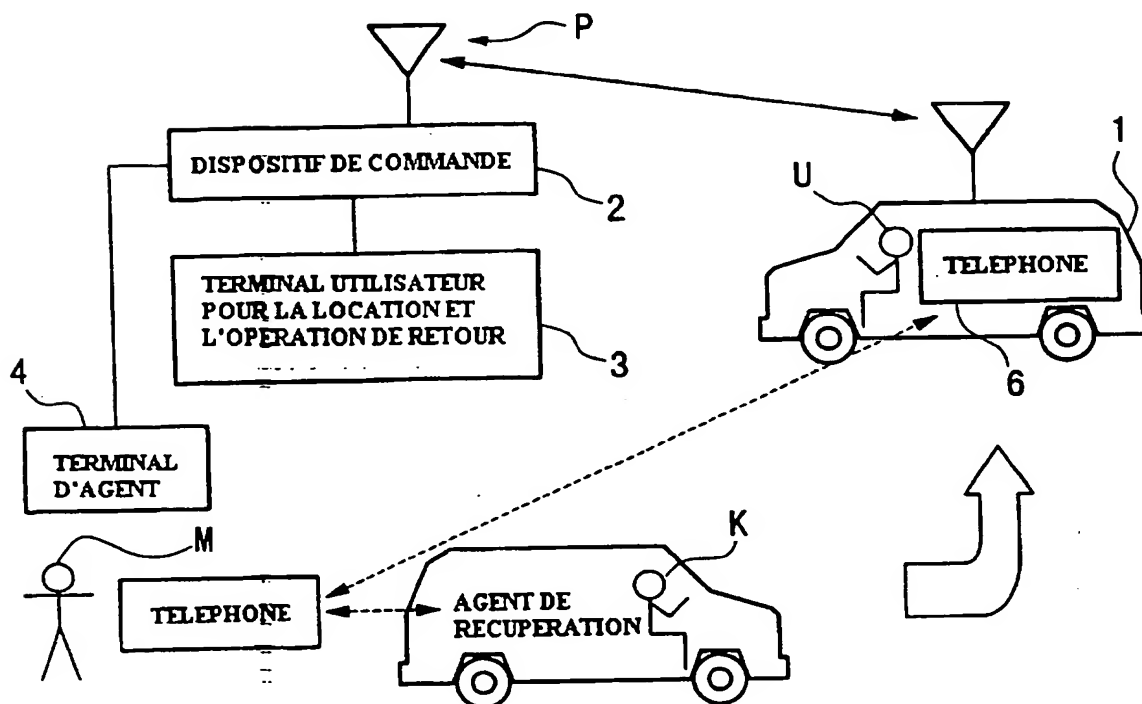 P
DISPOSITIF DE COMMANDE
2
U
1
TELEPHONE
TERMINAL UTILISATEUR
POUR LA LOCATION ET
L'OPERATION DE RETOUR
3
6
4
TERMINAL
D'AGENT
M
K
TELEPHONE
AGENT DE
RECUPERATION